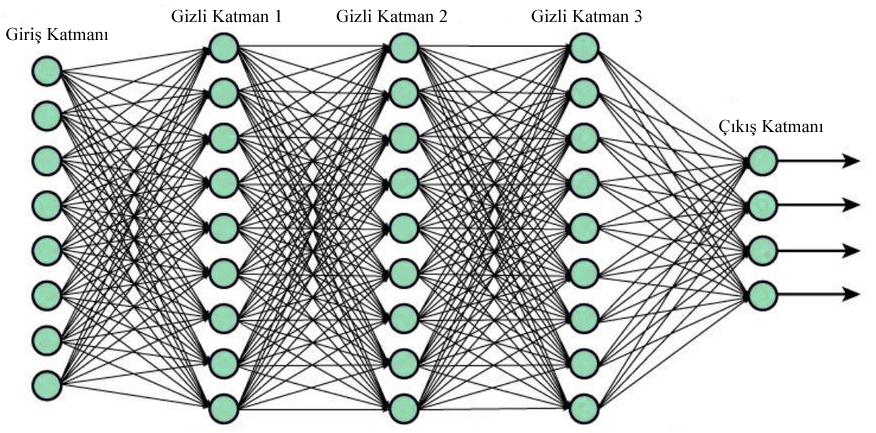 Giriş Katmanı
Gizli Katman 1
Gizli Katman 2
Gizli Katman 3
Çıkış Katmanı